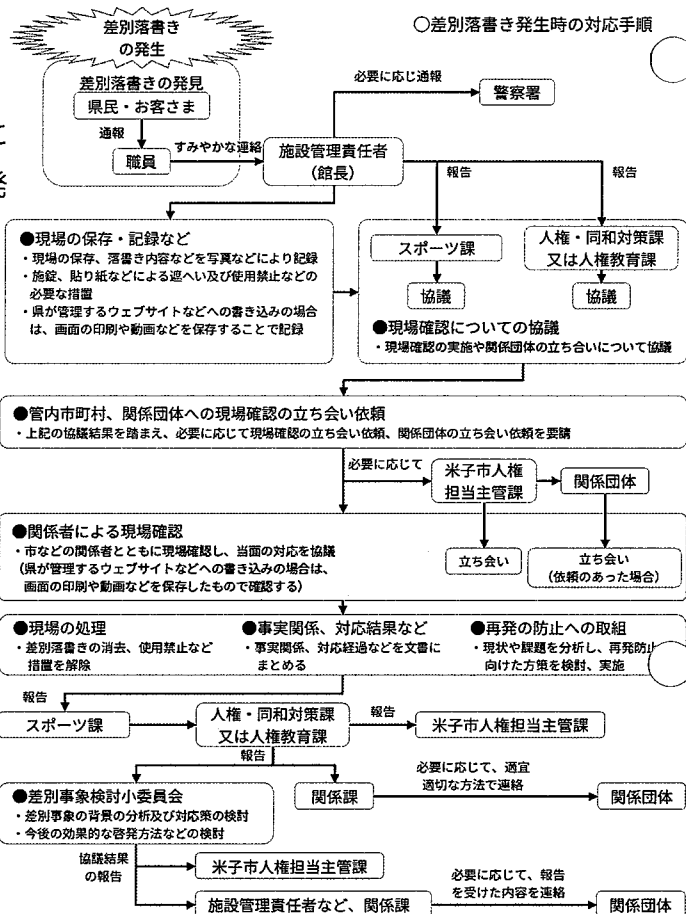 ○差別落書き発生時の対応手順
差別落書き
の発生
差別落書きの発見
県民・お客さま
通報
職員
すみやかな連絡
施設管理責任者
(館長)
必要に応じ通報
警察署
報告
報告
●現場の保存・記録など
・現場の保存、落書き内容などを写真などにより記録
・施錠、貼り紙などによる遮へい及び使用禁止などの
必要な措置
・県が管理するウェブサイトなどへの書き込みの場合
は、画面の印刷や動画などを保存することで記録
スポーツ課
人権・同和対策課
又は人権教育課
協議
協議
●現場確認についての協議
・現場確認の実施や関係団体の立ち合いについて協議
●管内市町村、関係団体への現場確認の立ち会い依頼
・上記の協議結果を踏まえ、必要に応じて現場確認の立ち会い依頼、関係団体の立ち会い依頼を要請
必要に応じて
米子市人権
担当主管課
関係団体
●関係者による現場確認
・市などの関係者とともに現場確認し、当面の対応を協議
(県が管理するウェブサイトなどへの書き込みの場合は、
画面の印刷や動画などを保存したもので確認する)
立ち会い
立ち会い
(依頼のあった場合)
●現場の処理
・差別落書きの消去、使用禁止など
措置を解除
●事実関係、対応結果など
・事実関係、対応経過などを文書に
まとめる
●再発の防止への取組
・現状や課題を分析し、再発防止
向けた方策を検討、実施
報告
スポーツ課
人権・同和対策課
又は人権教育課
報告
米子市人権担当主管課
報告
●差別事象検討小委員会
・差別事象の背景の分析及び対応策の検討
・今後の効果的な啓発方法などの検討
関係課
必要に応じて、適宜
適切な方法で連絡
関係団体
協議結果
の報告
米子市人権担当主管課
施設管理責任者など、関係課
必要に応じて、報告
を受けた内容を連絡
関係団体